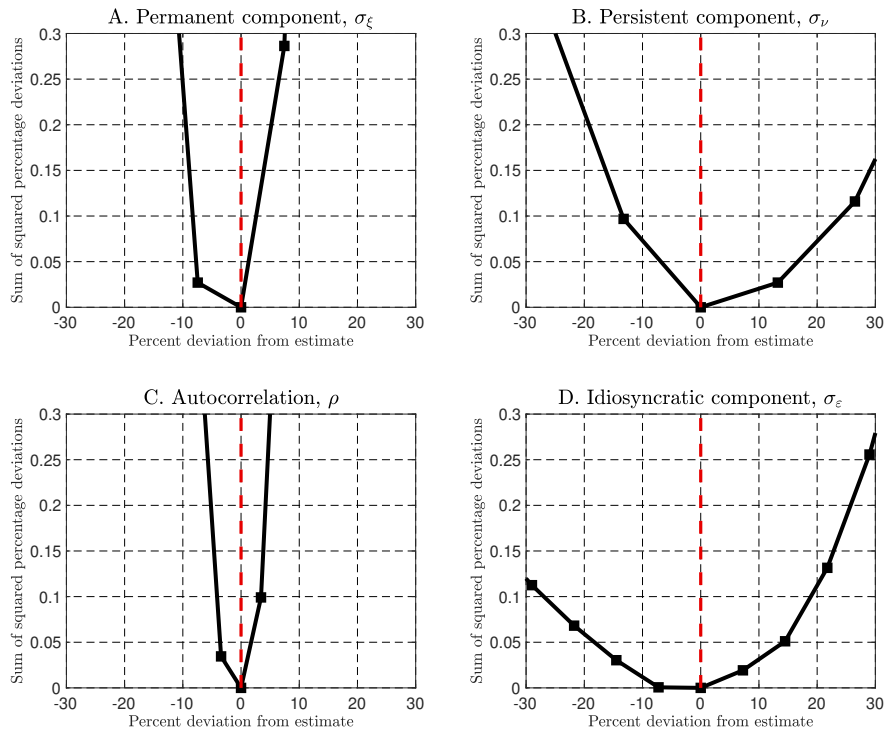 A. Permanent component, σξ
Sum of squared percentage deviations
0.3
0.25
0.2
0.15
0.1
0.05
0
-30 -20 -10 0 10 20 30
Percent deviation from estimate
B. Persistent component, σν
Sum of squared percentage deviations
0.3
0.25
0.2
0.15
0.1
0.05
0
-30 -20 -10 0 10 20 30
Percent deviation from estimate
C. Autocorrelation, ρ
Sum of squared percentage deviations
0.3
0.25
0.2
0.15
0.1
0.05
0
-30 -20 -10 0 10 20 30
Percent deviation from estimate
D. Idiosyncratic component, σε
Sum of squared percentage deviations
0.3
0.25
0.2
0.15
0.1
0.05
0
-30 -20 -10 0 10 20 30
Percent deviation from estimate